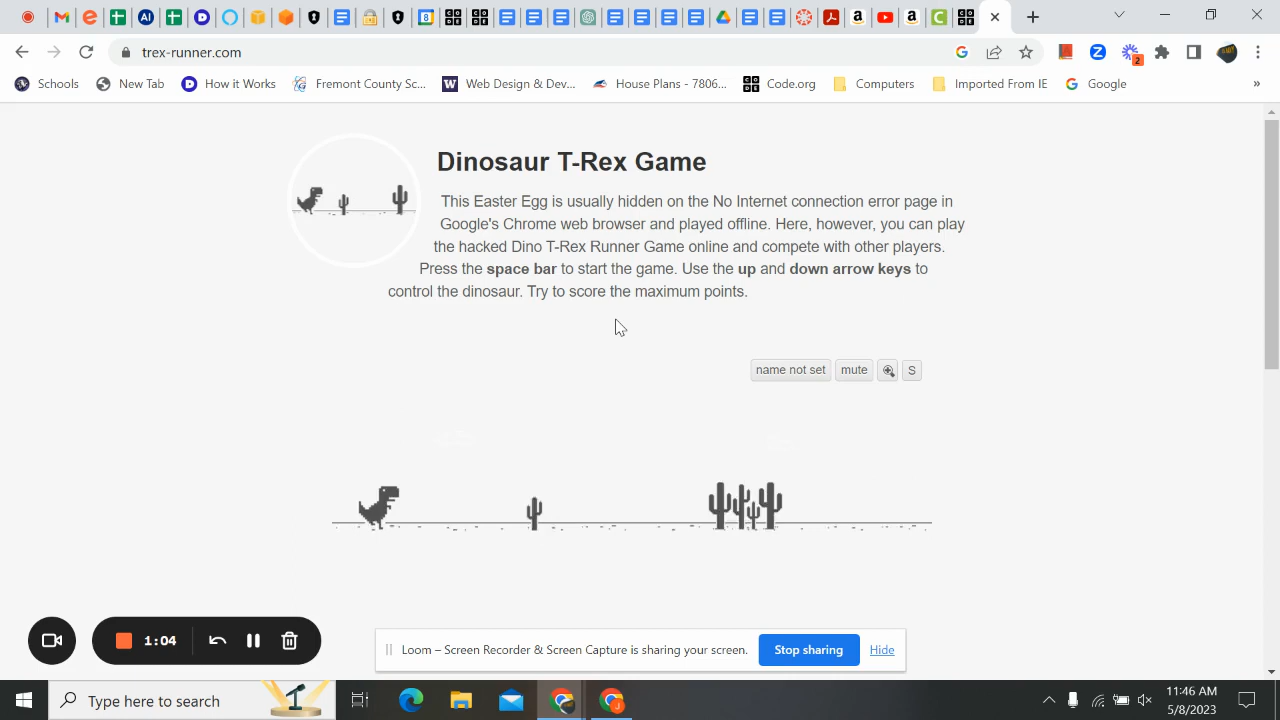 trex-runner.com
2
Schools
New Tab
How it Works
Fremont County Sc...
Web Design & Dev...
House Plans - 7806...
Code.org
Computers
Imported From IE
Google
»
Dinosaur T-Rex Game
This Easter Egg is usually hidden on the No Internet connection error page in
Google's Chrome web browser and played offline. Here, however, you can play
the hacked Dino T-Rex Runner Game online and compete with other players.
Press the space bar to start the game. Use the up and down arrow keys to
control the dinosaur. Try to score the maximum points.
name not set
mute
S
1:04
Loom – Screen Recorder & Screen Capture is sharing your screen.
Stop sharing
Hide
Type here to search
11:46 AM
5/8/2023